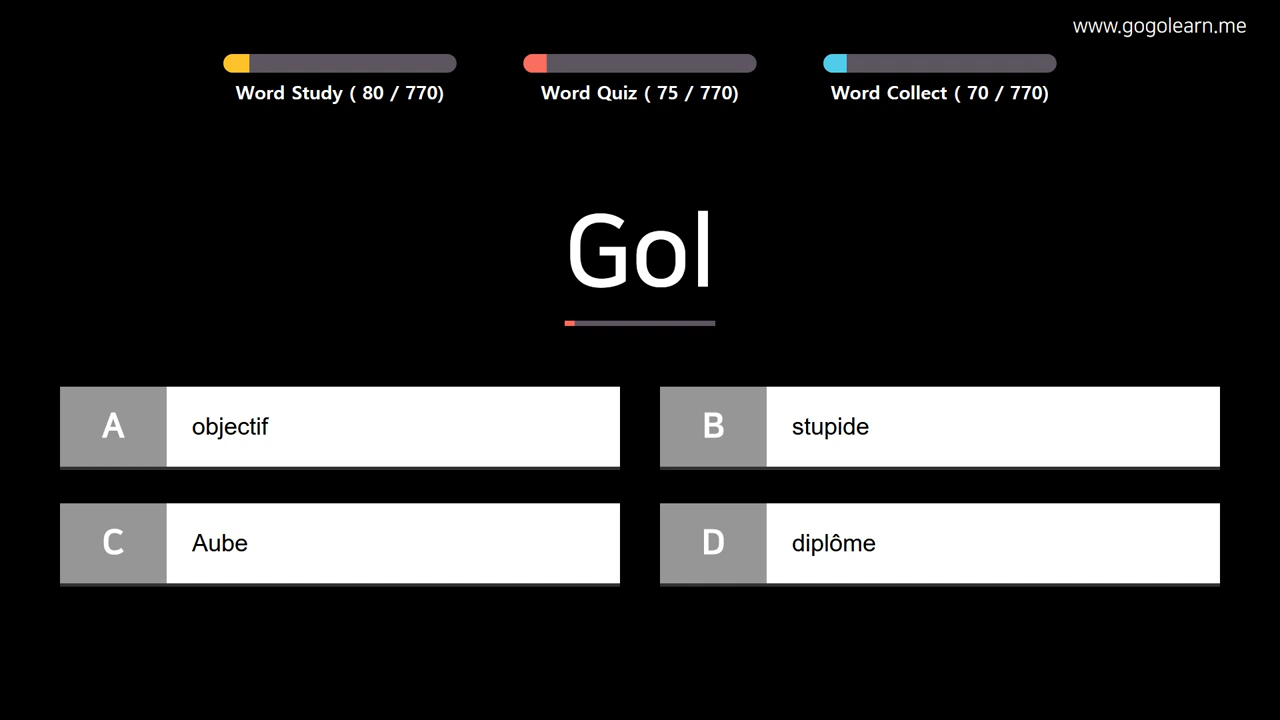 www.gogolearn.me
Word Study ( 80 / 770)
Word Quiz ( 75 / 770)
Word Collect ( 70 / 770)
Gol
A
objectif
B
stupide
C
Aube
D
diplôme